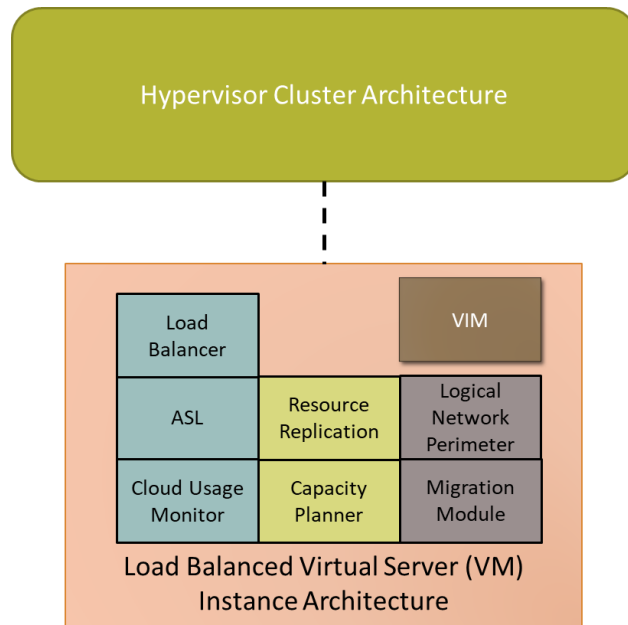 Hypervisor Cluster Architecture
Load
Balancer
VIM
ASL
Resource
Replication
Logical
Network
Perimeter
Cloud Usage
Monitor
Capacity
Planner
Migration
Module
Load Balanced Virtual Server (VM)
Instance Architecture